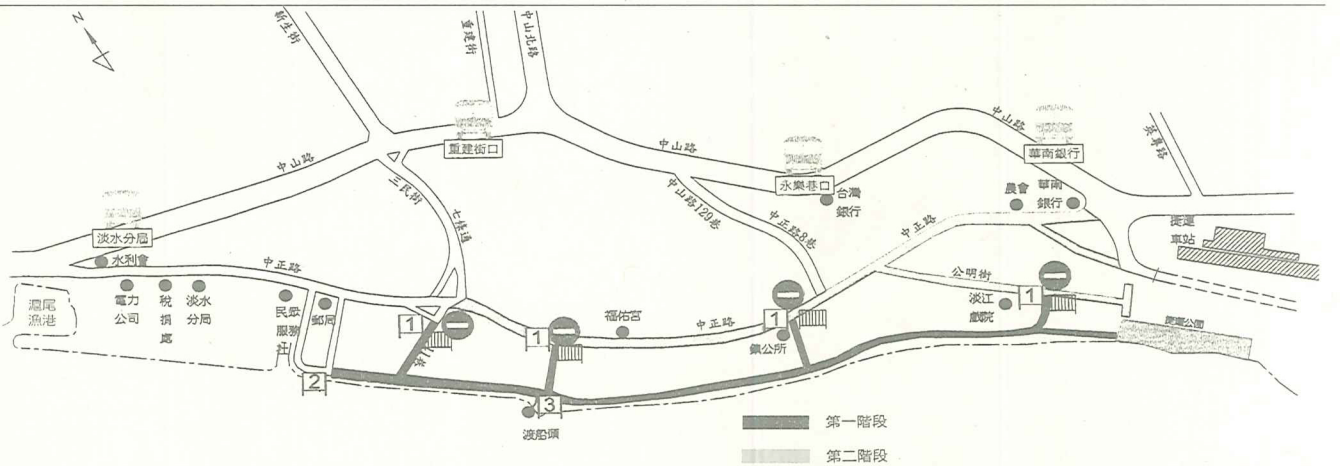 N
新生街
重建街
中山北路
中山路
重建街口
中山路
中山路
華南銀行
永樂巷口
台灣
銀行
農會
華南
銀行
捷運
車站
淡水分局
水利會
三民街
七條通
中山路129巷
中正路8巷
中正路
中正路
公明街
滬尾
漁港
電力
公司
稅
捐
處
淡水
分局
民眾
服務
社
郵局
1
1
福佑宮
中正路
1
鎮公所
淡江
戲院
1
2
3
渡船頭
第一階段
第二階段